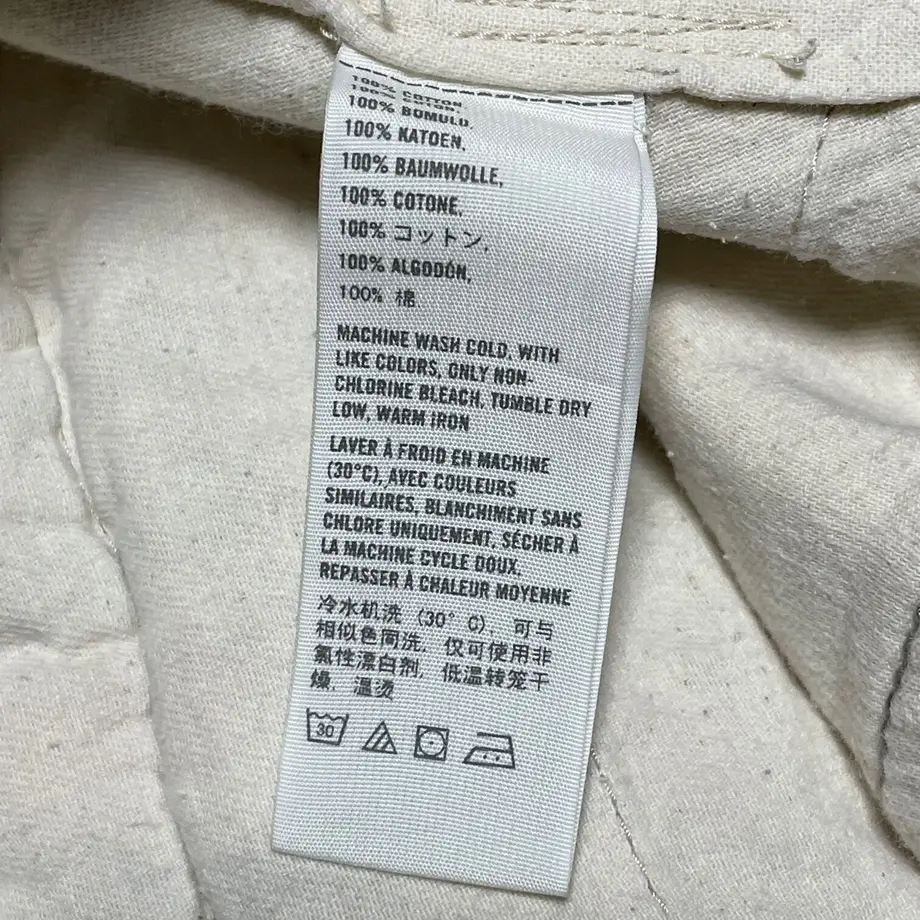 100% COTTON,
100% COTON,
100% BOMULD,
100% KATOEN,
100% BAUMWOLLE,
100% COTONE,
100% コットン,
100% ALGODÓN,
100% 棉
MACHINE WASH COLD, WITH
LIKE COLORS, ONLY NON-
CHLORINE BLEACH, TUMBLE DRY
LOW, WARM IRON
LAVER À FROID EN MACHINE
(30°C), AVEC COULEURS
SIMILAIRES, BLANCHIMENT SANS
CHLORE UNIQUEMENT, SÉCHER À
LA MACHINE CYCLE DOUX,
REPASSER À CHALEUR MOYENNE
冷水机洗 (30° C), 可与
相似色同洗, 仅可使用非
氯性漂白剂, 低温转笼干
燥, 温烫
30